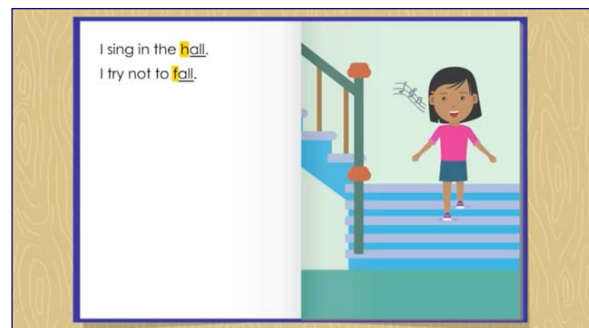 I sing in the hall.
I try not to fall.